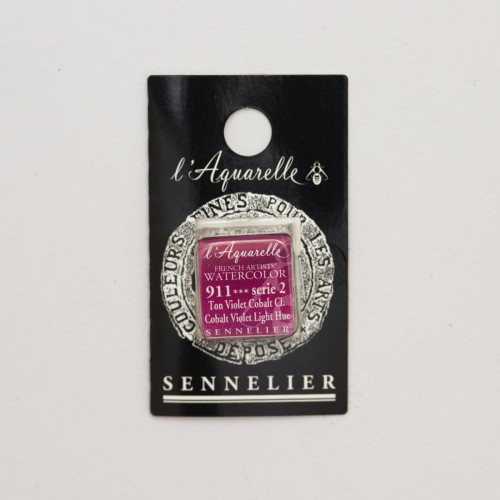 l'Aquarelle
COULEURS FINES POUR LES ARTS
l'Aquarelle
FRENCH ARTISTS'
WATERCOLOR
911*** serie 2
Ton Violet Cobalt Cl.
Cobalt Violet Light Hue
SENNELIER
DÉPOSÉ
SENNELIER